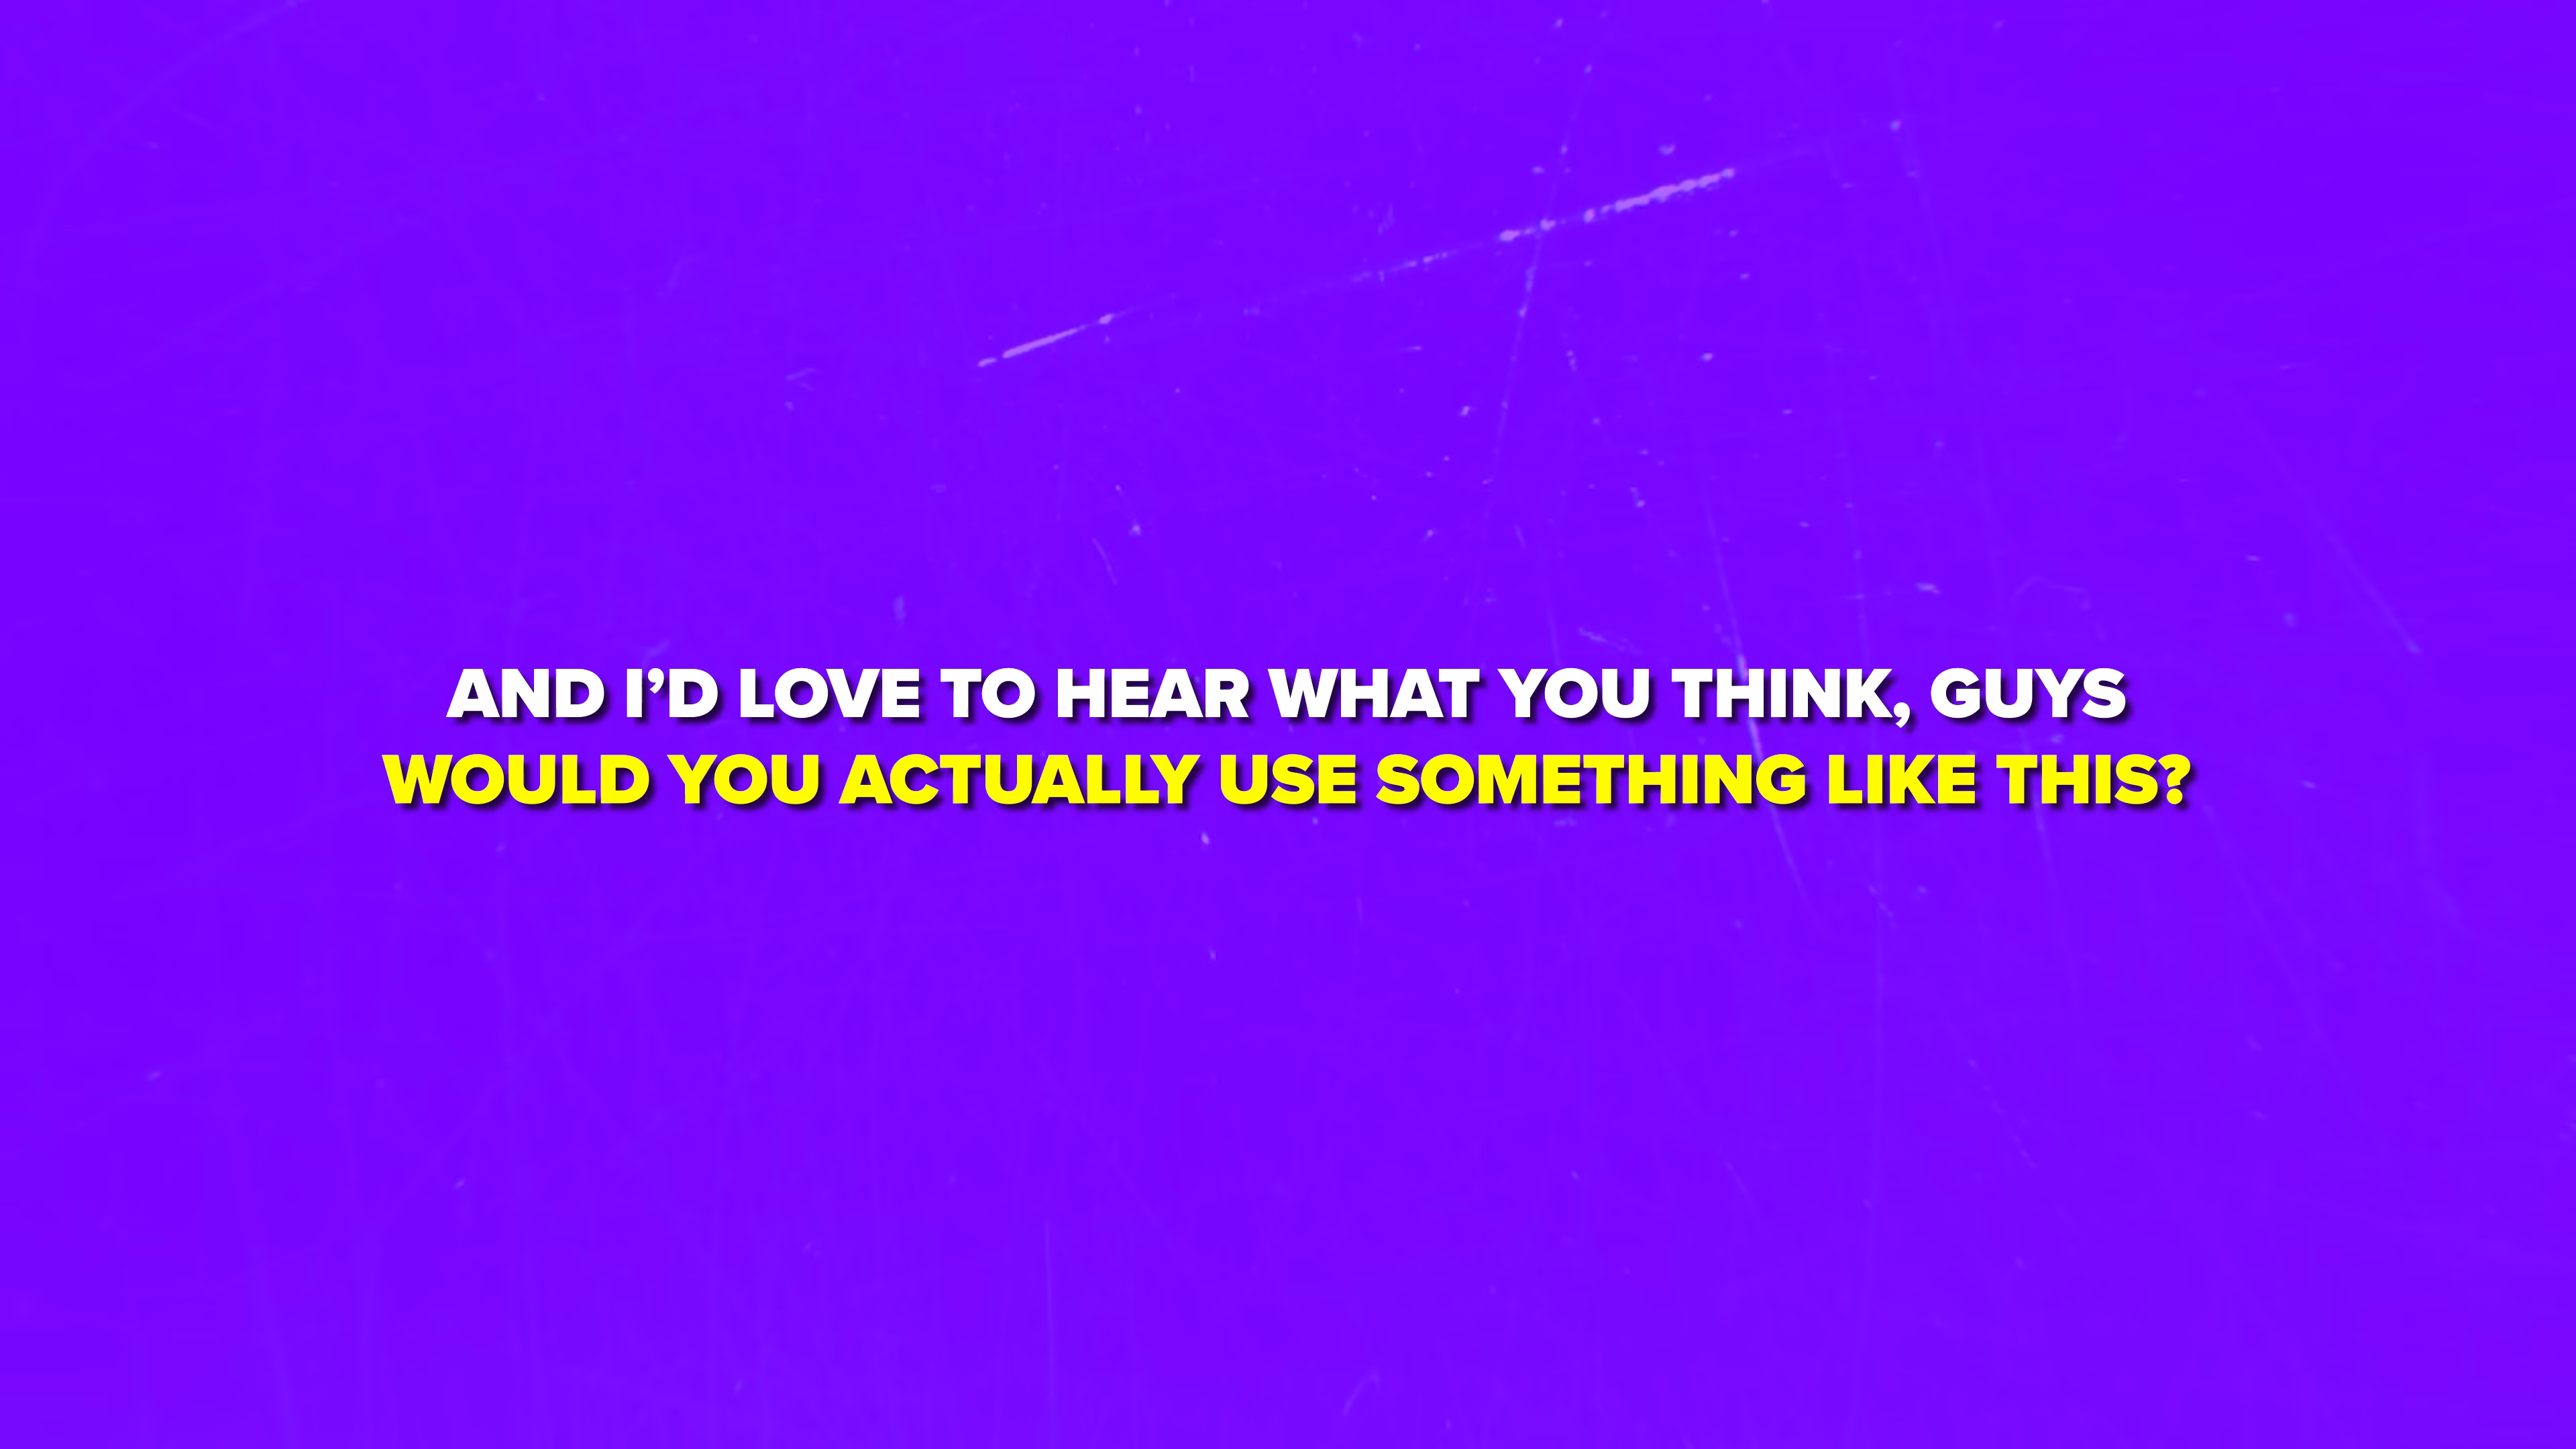 AND I’D LOVE TO HEAR WHAT YOU THINK, GUYS
WOULD YOU ACTUALLY USE SOMETHING LIKE THIS?